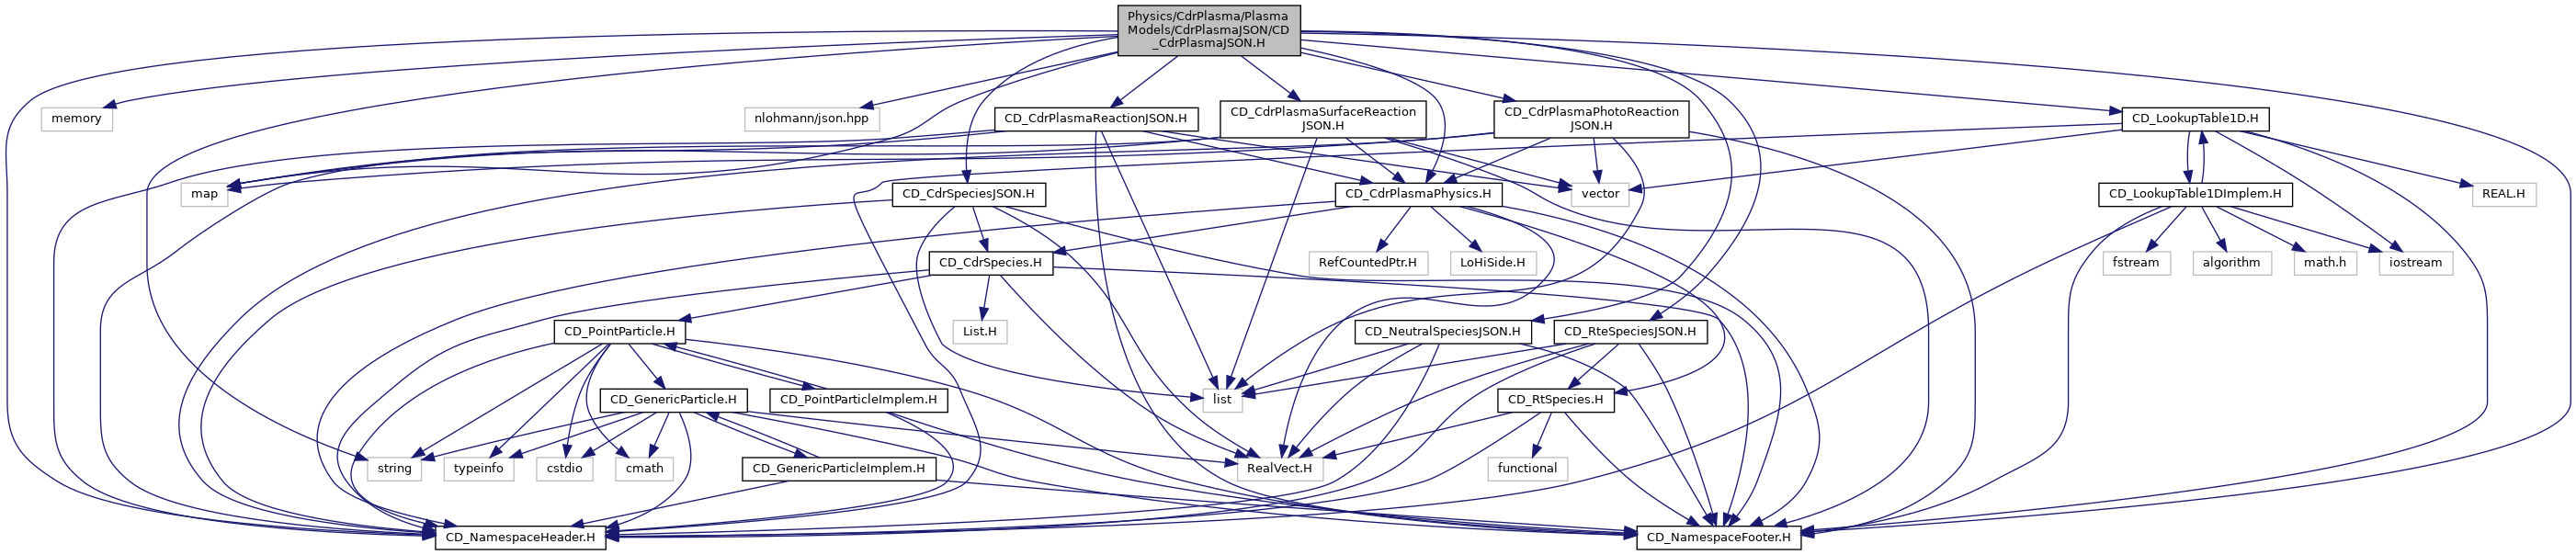 Physics/CdrPlasma/Plasma
Models/CdrPlasmaJSON/CD
_CdrPlasmaJSON.H
memory
nlohmann/json.hpp
CD_CdrPlasmaReactionJSON.H
CD_CdrPlasmaSurfaceReaction
JSON.H
CD_CdrPlasmaPhotoReaction
JSON.H
CD_LookupTable1D.H
map
CD_CdrSpeciesJSON.H
CD_CdrPlasmaPhysics.H
vector
CD_LookupTable1DImplem.H
REAL.H
CD_CdrSpecies.H
RefCountedPtr.H
LoHiSide.H
fstream
algorithm
math.h
iostream
CD_PointParticle.H
List.H
CD_NeutralSpeciesJSON.H
CD_RteSpeciesJSON.H
CD_GenericParticle.H
CD_PointParticleImplem.H
list
CD_RtSpecies.H
string
typeinfo
cstdio
cmath
CD_GenericParticleImplem.H
RealVect.H
functional
CD_NamespaceHeader.H
CD_NamespaceFooter.H